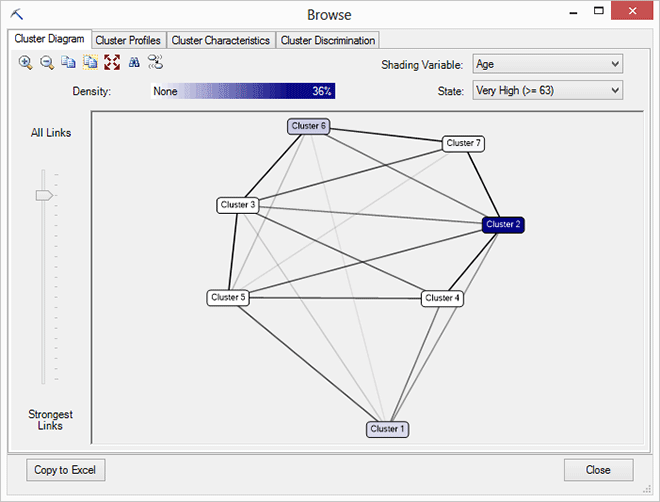 Browse
Cluster Diagram Cluster Profiles Cluster Characteristics Cluster Discrimination
Shading Variable: Age
Density: None 36% State: Very High (>= 63)
All Links
Cluster 6
Cluster 7
Cluster 3
Cluster 2
Cluster 5
Cluster 4
Cluster 1
Strongest
Links
Copy to Excel Close